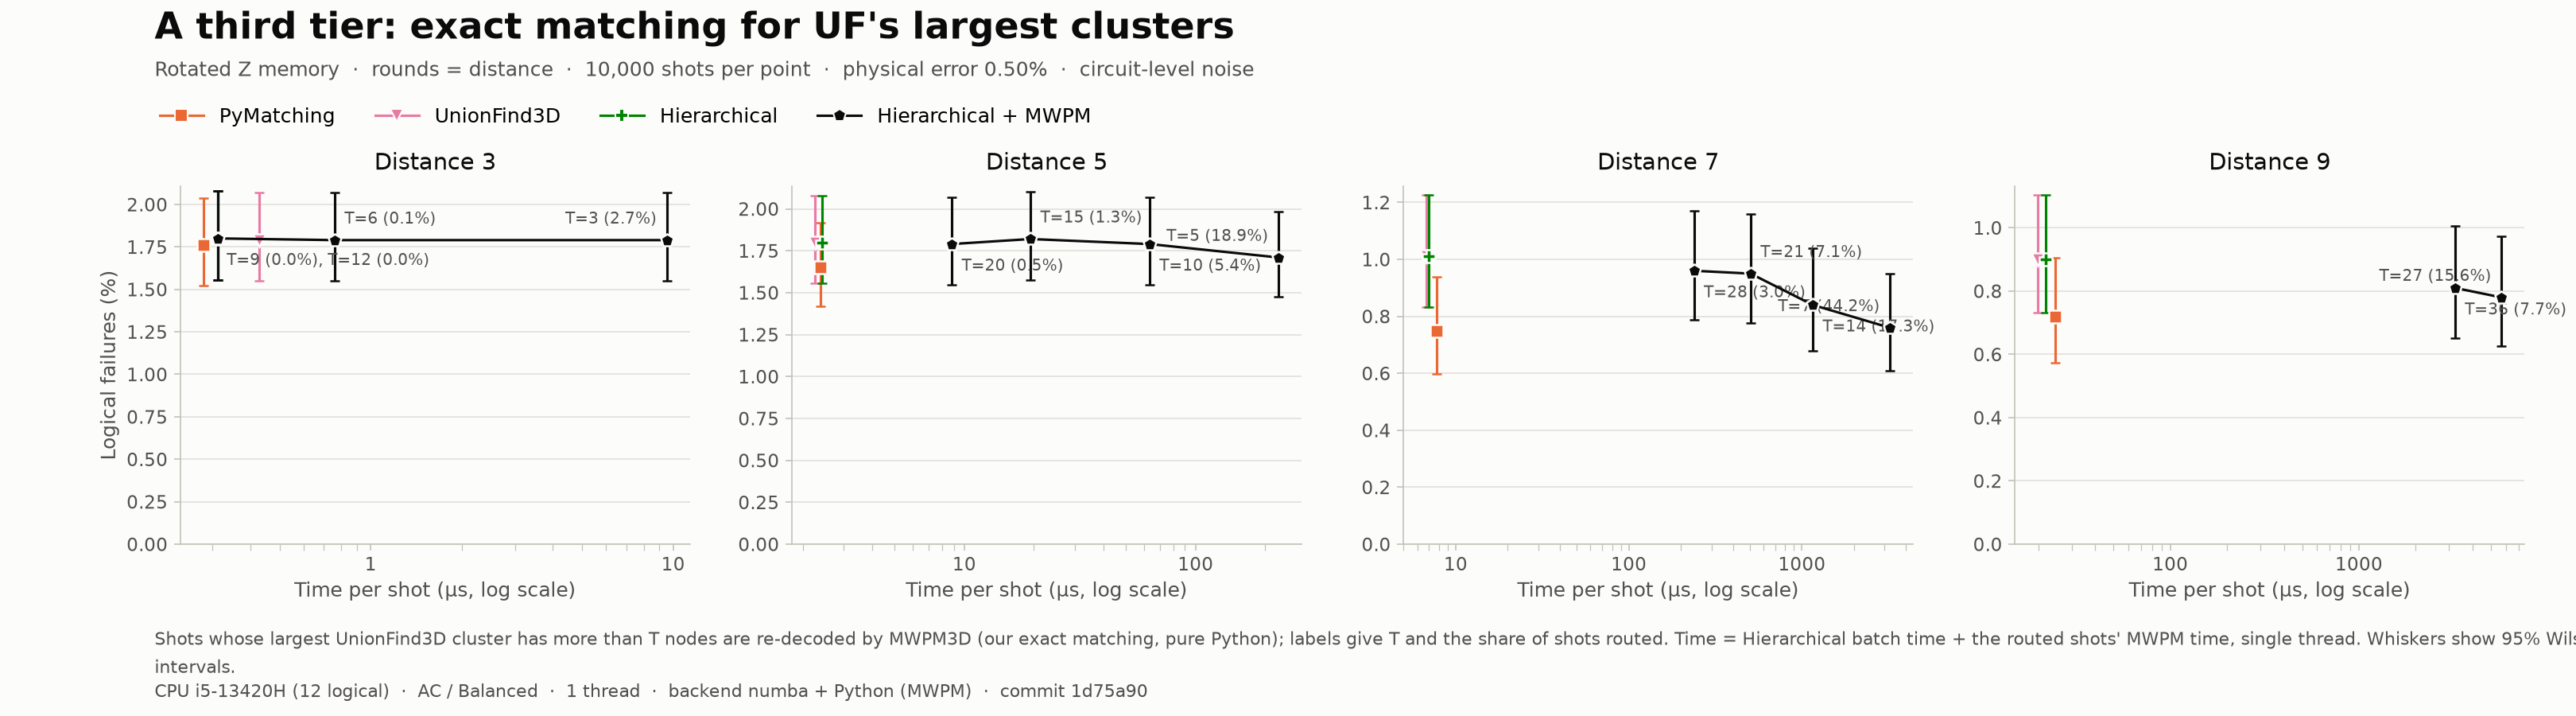 A third tier: exact matching for UF's largest clusters
Rotated Z memory · rounds = distance · 10,000 shots per point · physical error 0.50% · circuit-level noise
PyMatching UnionFind3D Hierarchical Hierarchical + MWPM
Distance 3
Logical failures (%)
2.00
1.75
1.50
1.25
1.00
0.75
0.50
0.25
0.00
T=6 (0.1%)
T=3 (2.7%)
T=9 (0.0%), T=12 (0.0%)
1 10
Time per shot (µs, log scale)
Distance 5
2.00
1.75
1.50
1.25
1.00
0.75
0.50
0.25
0.00
T=15 (1.3%)
T=5 (18.9%)
T=20 (0.5%)
T=10 (5.4%)
10 100
Time per shot (µs, log scale)
Distance 7
1.2
1.0
0.8
0.6
0.4
0.2
0.0
T=21 (7.1%)
T=28 (3.0%)
T=7 (44.2%)
T=14 (17.3%)
10 100 1000
Time per shot (µs, log scale)
Distance 9
1.0
0.8
0.6
0.4
0.2
0.0
T=27 (15.6%)
T=36 (7.7%)
100 1000
Time per shot (µs, log scale)
Shots whose largest UnionFind3D cluster has more than T nodes are re-decoded by MWPM3D (our exact matching, pure Python); labels give T and the share of shots routed. Time = Hierarchical batch time + the routed shots' MWPM time, single thread. Whiskers show 95%
intervals.
CPU i5-13420H (12 logical) · AC / Balanced · 1 thread · backend numba + Python (MWPM) · commit 1d75a90